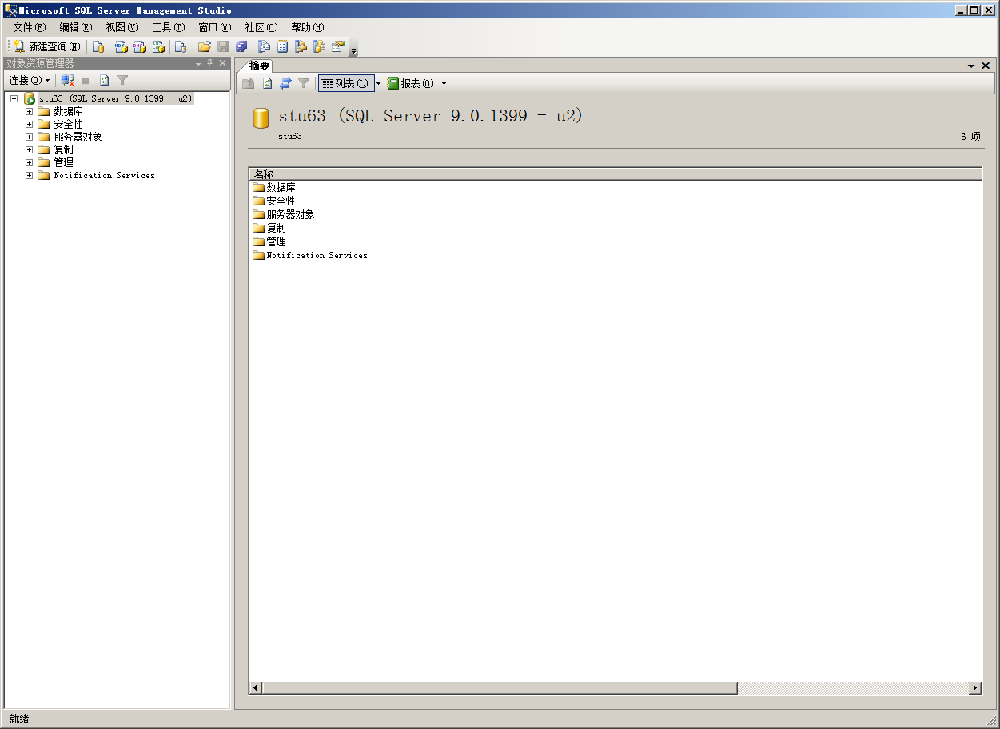 Microsoft SQL Server Management Studio
文件(F) 编辑(E) 视图(V) 工具(T) 窗口(W) 社区(C) 帮助(H)
新建查询(N)
对象资源管理器
连接(O)
stu63 (SQL Server 9.0.1399 - u2)
数据库
安全性
服务器对象
复制
管理
Notification Services
摘要
列表(L) 报表(O)
stu63 (SQL Server 9.0.1399 - u2)
stu63
6 项
名称
数据库
安全性
服务器对象
复制
管理
Notification Services
就绪